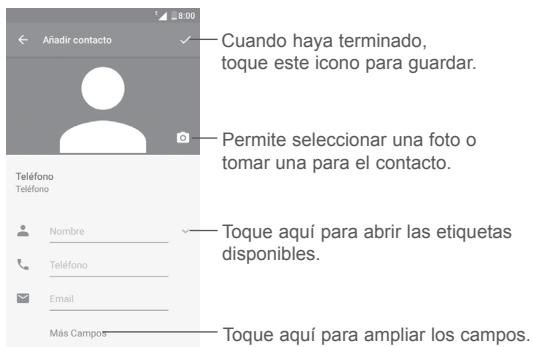 8:00
Añadir contacto
Cuando haya terminado,
toque este icono para guardar.
Permite seleccionar una foto o
tomar una para el contacto.
Teléfono
Teléfono
Nombre
Toque aquí para abrir las etiquetas
disponibles.
Teléfono
Email
Más Campos
Toque aquí para ampliar los campos.